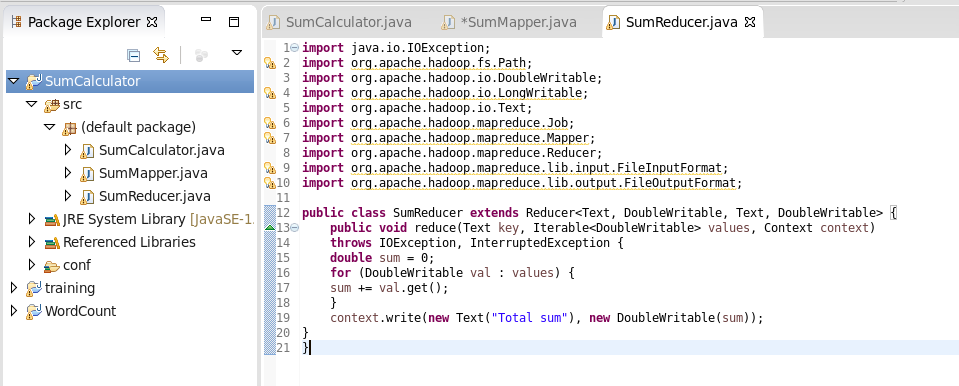 Package Explorer
SumCalculator
src
(default package)
SumCalculator.java
SumMapper.java
SumReducer.java
JRE System Library [JavaSE-1.
Referenced Libraries
conf
training
WordCount
SumCalculator.java
*SumMapper.java
SumReducer.java
1 import java.io.IOException;
2 import org.apache.hadoop.fs.Path;
3 import org.apache.hadoop.io.DoubleWritable;
4 import org.apache.hadoop.io.LongWritable;
5 import org.apache.hadoop.io.Text;
6 import org.apache.hadoop.mapreduce.Job;
7 import org.apache.hadoop.mapreduce.Mapper;
8 import org.apache.hadoop.mapreduce.Reducer;
9 import org.apache.hadoop.mapreduce.lib.input.FileInputFormat;
10 import org.apache.hadoop.mapreduce.lib.output.FileOutputFormat;
11
12 public class SumReducer extends Reducer<Text, DoubleWritable, Text, DoubleWritable> {
13 public void reduce(Text key, Iterable<DoubleWritable> values, Context context)
14 throws IOException, InterruptedException {
15 double sum = 0;
16 for (DoubleWritable val : values) {
17 sum += val.get();
18 }
19 context.write(new Text("Total sum"), new DoubleWritable(sum));
20 }
21 }